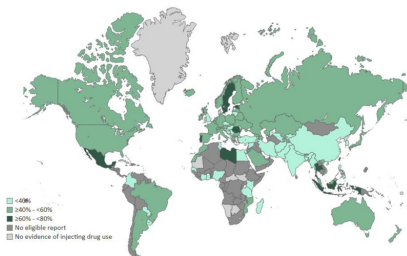 <40%
≥40% - <60%
≥60% - <80%
No eligible report
No evidence of injecting drug use